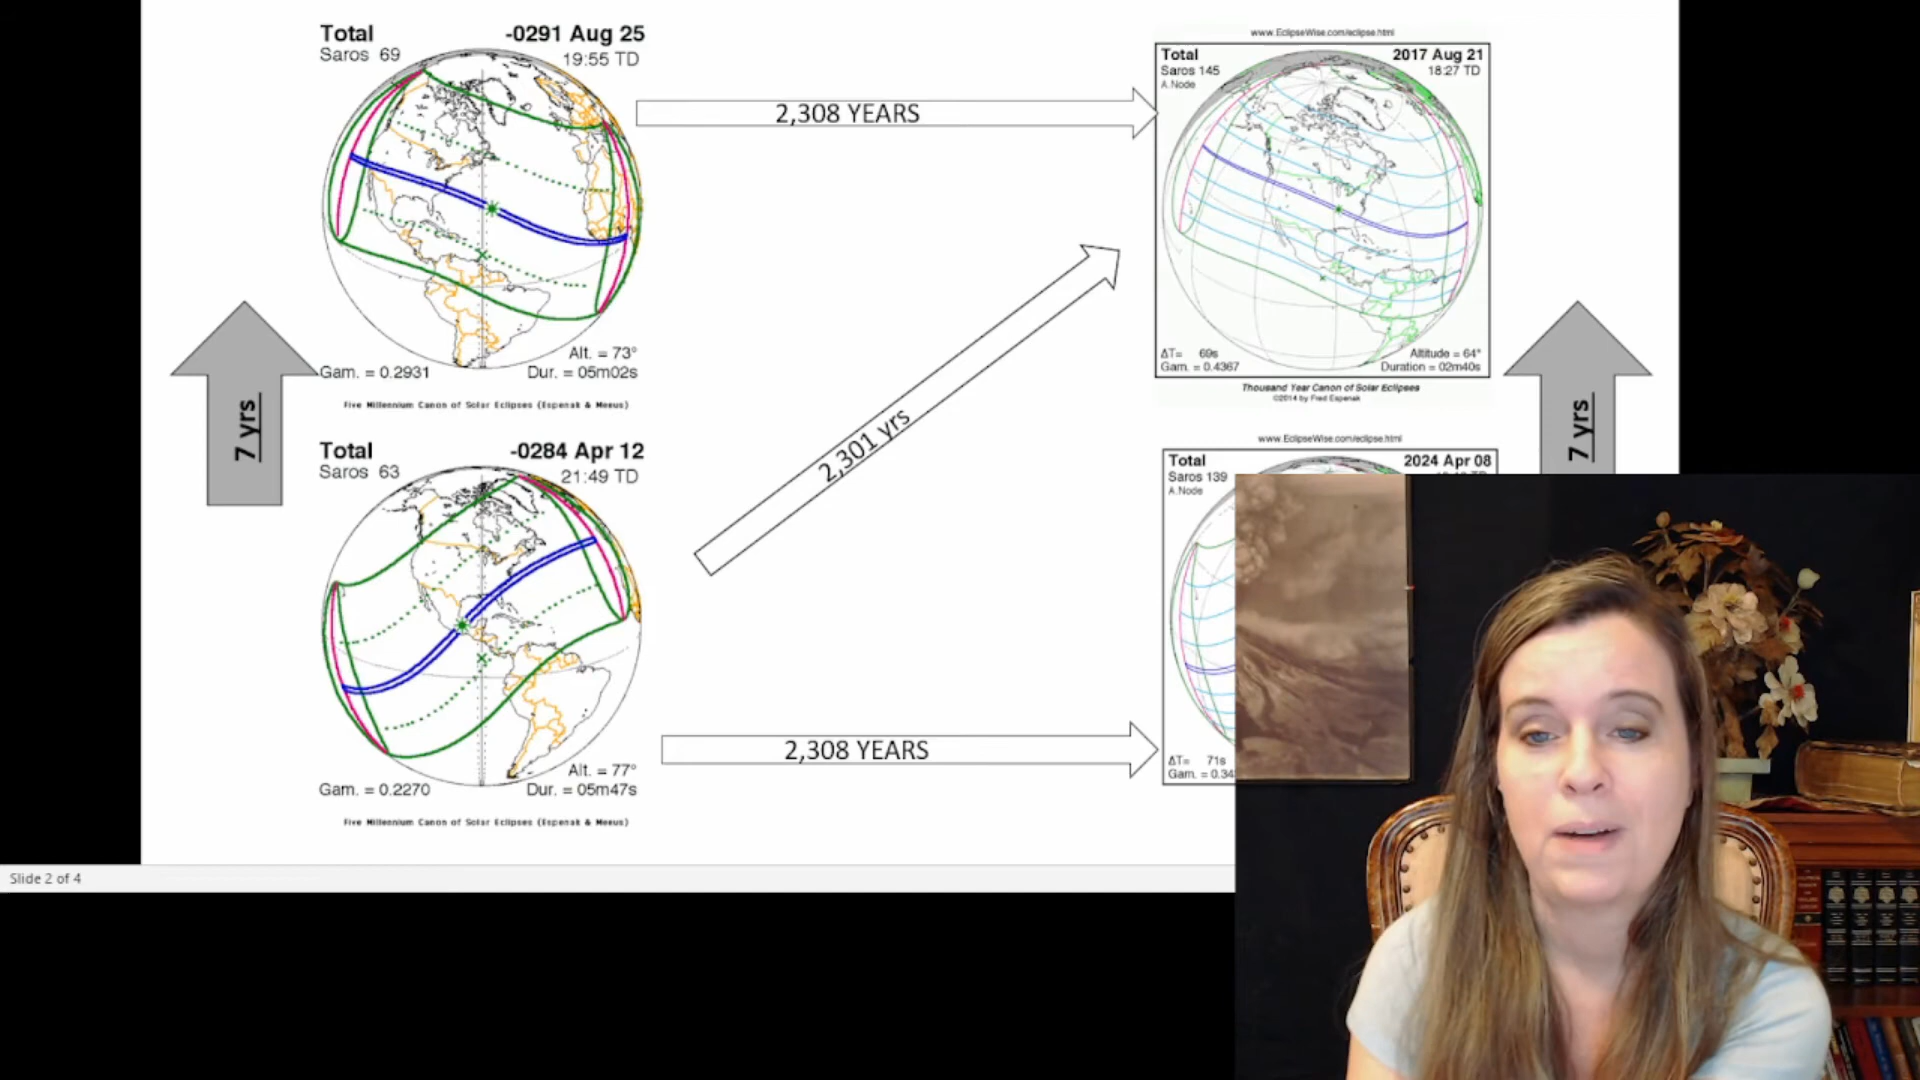 Total
-0291 Aug 25
Saros 69
19:55 TD
Alt. = 73°
Gam. = 0.2931
Dur. = 05m02s
Five Millennium Canon of Solar Eclipses (Espenak & Meeus)
2,308 YEARS
www.EclipseWise.com/eclipse.html
Total
2017 Aug 21
Saros 145
18:27 TD
A.Node
ΔT= 69s
Altitude = 64°
Gam. = 0.4367
Duration = 02m40s
Thousand Year Canon of Solar Eclipses
©2014 by Fred Espenak
7 yrs
2,301 yrs
7 yrs
Total
-0284 Apr 12
Saros 63
21:49 TD
Alt. = 77°
Gam. = 0.2270
Dur. = 05m47s
Five Millennium Canon of Solar Eclipses (Espenak & Meeus)
2,308 YEARS
www.EclipseWise.com/eclipse.html
Total
2024 Apr 08
Saros 139
A.Node
ΔT= 71s
Gam. = 0.34
Slide 2 of 4